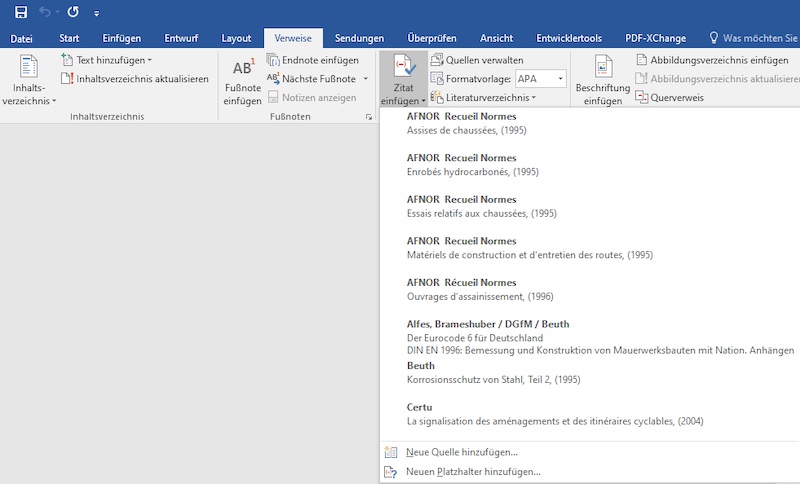 Datei Start Einfügen Entwurf Layout Verweise Sendungen Überprüfen Ansicht Entwicklertools PDF-XChange Was möchten Sie
Inhalts-
verzeichnis
Text hinzufügen
Inhaltsverzeichnis aktualisieren
Inhaltsverzeichnis
AB1
Fußnote
einfügen
Endnote einfügen
AB1 Nächste Fußnote
Notizen anzeigen
Fußnoten
Zitat
einfügen
Quellen verwalten
Formatvorlage: APA
Literaturverzeichnis
Beschriftung
einfügen
Abbildungsverzeichnis einfügen
Abbildungsverzeichnis aktualisieren
Querverweis
AFNOR Recueil Normes
Assises de chaussées, (1995)
AFNOR Recueil Normes
Enrobés hydrocarbonés, (1995)
AFNOR Recueil Normes
Essais relatifs aux chaussées, (1995)
AFNOR Recueil Normes
Matériels de construction et d'entretien des routes, (1995)
AFNOR Récueil Normes
Ouvrages d'assainissement, (1996)
Alfes, Brameshuber / DGfM / Beuth
Der Eurocode 6 für Deutschland
DIN EN 1996: Bemessung und Konstruktion von Mauerwerksbauten mit Nation. Anhängen
Beuth
Korrosionsschutz von Stahl, Teil 2, (1995)
Certu
La signalisation des aménagements et des itinéraires cyclables, (2004)
Neue Quelle hinzufügen...
Neuen Platzhalter hinzufügen...